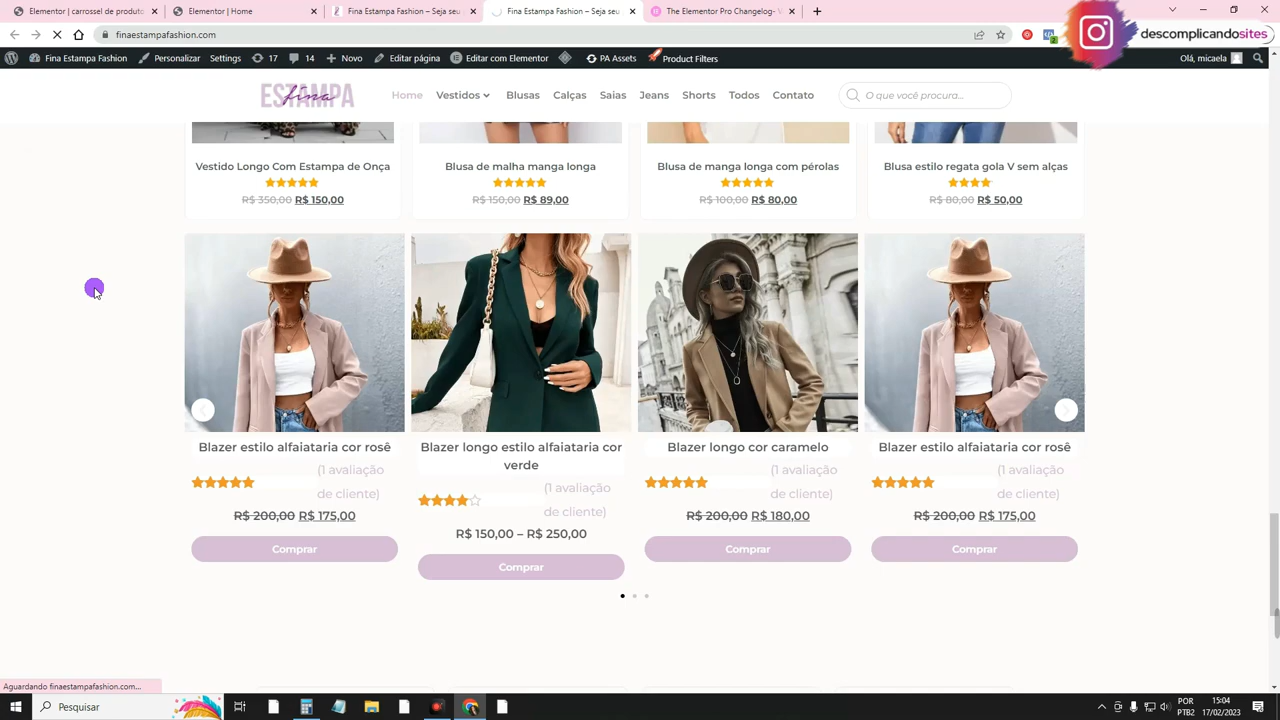 Elementor | carrossel de produto
Elementor | Home
Fina Estampa Fashion – Seja seu
Fina Estampa Fashion – Seja seu
The Elementor Pro Changelog- V
finaestampafashion.com
descomplicandosites
Fina Estampa Fashion
Personalizar
Settings
17
14
Novo
Editar página
Editar com Elementor
PA Assets
Product Filters
Olá, micaela
ESTAMPA
fina
Home
Vestidos
Blusas
Calças
Saias
Jeans
Shorts
Todos
Contato
O que você procura...
Vestido Longo Com Estampa de Onça
R$ 350,00 R$ 150,00
Blusa de malha manga longa
R$ 150,00 R$ 89,00
Blusa de manga longa com pérolas
R$ 100,00 R$ 80,00
Blusa estilo regata gola V sem alças
R$ 80,00 R$ 50,00
Blazer estilo alfaiataria cor rosê
(1 avaliação
de cliente)
R$ 200,00 R$ 175,00
Comprar
Blazer longo estilo alfaiataria cor
verde
(1 avaliação
de cliente)
R$ 150,00 – R$ 250,00
Comprar
Blazer longo cor caramelo
(1 avaliação
de cliente)
R$ 200,00 R$ 180,00
Comprar
Blazer estilo alfaiataria cor rosê
(1 avaliação
de cliente)
R$ 200,00 R$ 175,00
Comprar
Aguardando finaestampafashion.com...
Pesquisar
POR
PTB2
15:04
17/02/2023